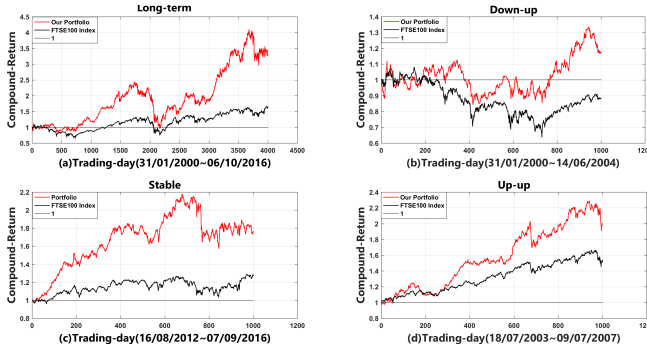 Long-term
Our Portfolio
FTSE100 Index
1
Compound-Return
4.5
4
3.5
3
2.5
2
1.5
1
0.5
0 500 1000 1500 2000 2500 3000 3500 4000 4500
(a)Trading-day(31/01/2000~06/10/2016)
Down-up
Our Portfolio
FTSE100 Index
1
Compound-Return
1.4
1.3
1.2
1.1
1
0.9
0.8
0.7
0.6
0 200 400 600 800 1000 120
(b)Trading-day(31/01/2000~14/06/2004)
Stable
Portfolio
FTSE100 Index
1
Compound-Return
2.2
2
1.8
1.6
1.4
1.2
1
0.8
0 200 400 600 800 1000 1200
(c)Trading-day(16/08/2012~07/09/2016)
Up-up
Our Portfolio
FTSE100 Index
1
Compound-Return
2.4
2.2
2
1.8
1.6
1.4
1.2
1
0.8
0 200 400 600 800 1000 120
(d)Trading-day(18/07/2003~09/07/2007)